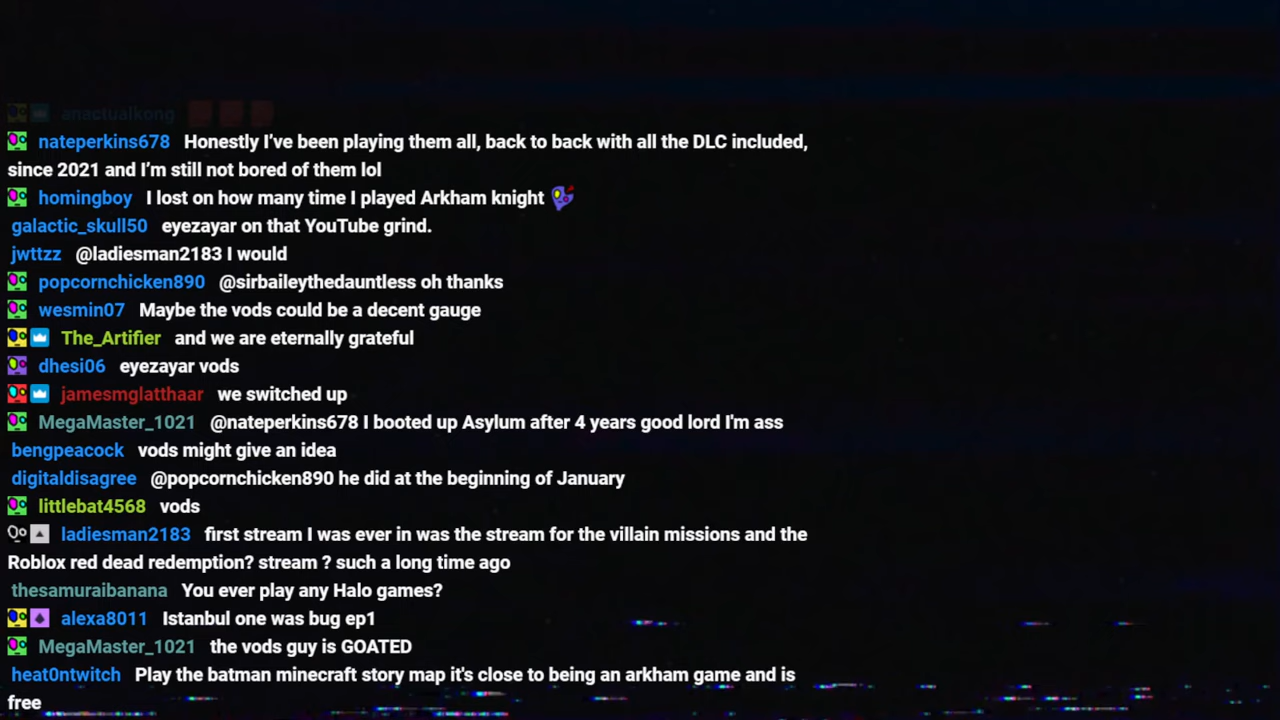 anactualkong
nateperkins678 Honestly I've been playing them all, back to back with all the DLC included,
since 2021 and I'm still not bored of them lol
homingboy I lost on how many time I played Arkham knight
galactic_skull50 eyezayar on that YouTube grind.
jwttzz @ladiesman2183 I would
popcornchicken890 @sirbaileythedauntless oh thanks
wesmin07 Maybe the vods could be a decent gauge
The_Artifier and we are eternally grateful
dhesi06 eyezayar vods
jamesmglatthaar we switched up
MegaMaster_1021 @nateperkins678 I booted up Asylum after 4 years good lord I'm ass
bengpeacock vods might give an idea
digitaldisagree @popcornchicken890 he did at the beginning of January
littlebat4568 vods
ladiesman2183 first stream I was ever in was the stream for the villain missions and the
Roblox red dead redemption? stream ? such a long time ago
thesamuraibanana You ever play any Halo games?
alexa8011 Istanbul one was bug ep1
MegaMaster_1021 the vods guy is GOATED
heat0ntwitch Play the batman minecraft story map it's close to being an arkham game and is
free